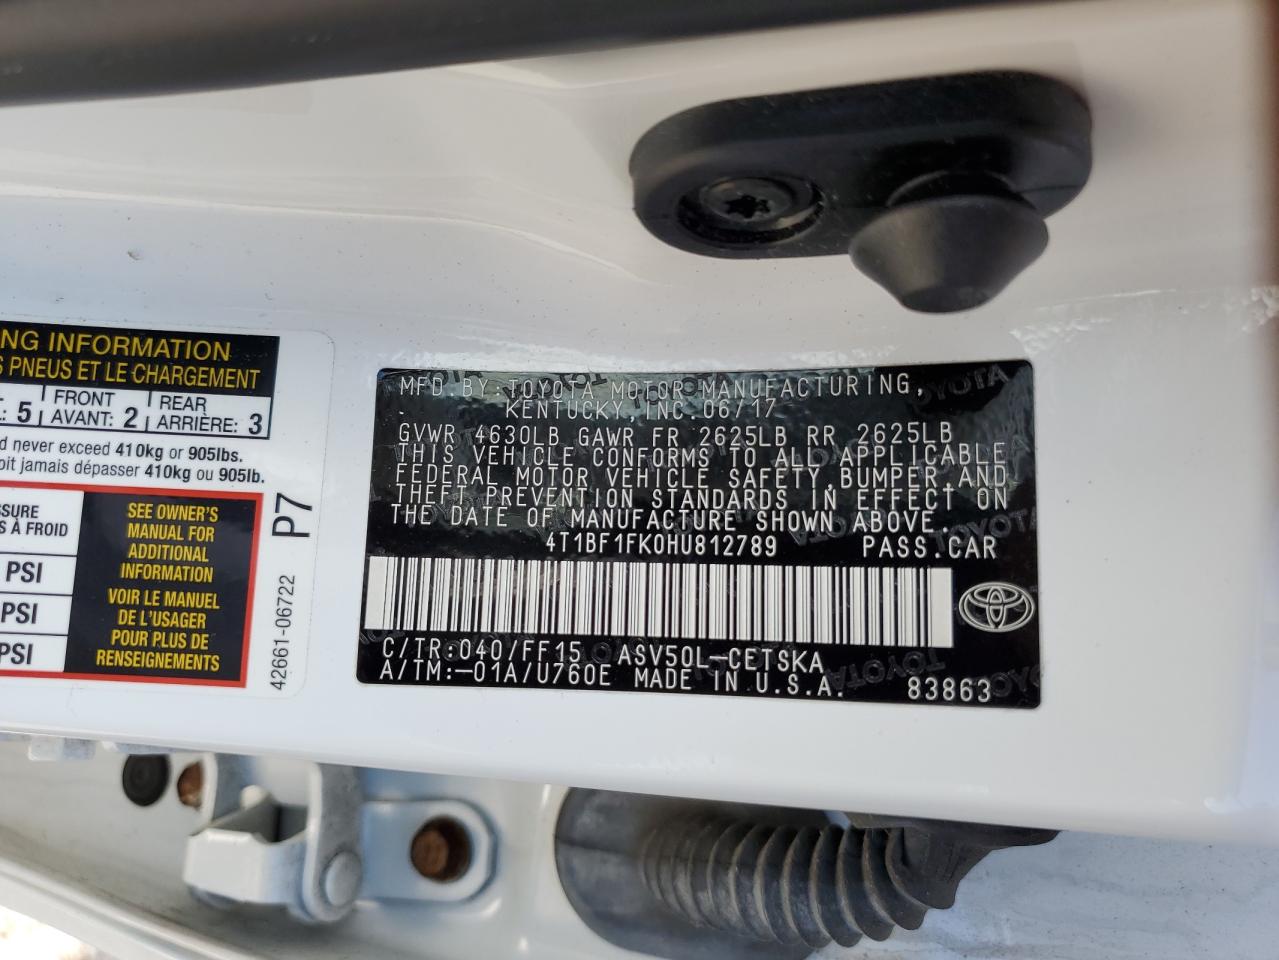 NG INFORMATION
S PNEUS ET LE CHARGEMENT
: 5 FRONT AVANT: 2 REAR ARRIÈRE: 3
d never exceed 410kg or 905lbs.
oit jamais dépasser 410kg ou 905lb.
SSURE
S À FROID
PSI
PSI
PSI
SEE OWNER'S
MANUAL FOR
ADDITIONAL
INFORMATION
VOIR LE MANUEL
DE L'USAGER
POUR PLUS DE
RENSEIGNEMENTS
P7
42661-06722
MFD BY: TOYOTA MOTOR MANUFACTURING,
KENTUCKY, INC. 06/17
GVWR 4630LB GAWR FR 2625LB RR 2625LB
THIS VEHICLE CONFORMS TO ALL APPLICABLE
FEDERAL MOTOR VEHICLE SAFETY, BUMPER, AND
THEFT PREVENTION STANDARDS IN EFFECT ON
THE DATE OF MANUFACTURE SHOWN ABOVE.
4T1BF1FK0HU812789 PASS.CAR
C/TR: 040/FF15 ASV50L-CETSKA
A/TM: -01A/U760E MADE IN U.S.A. 83863